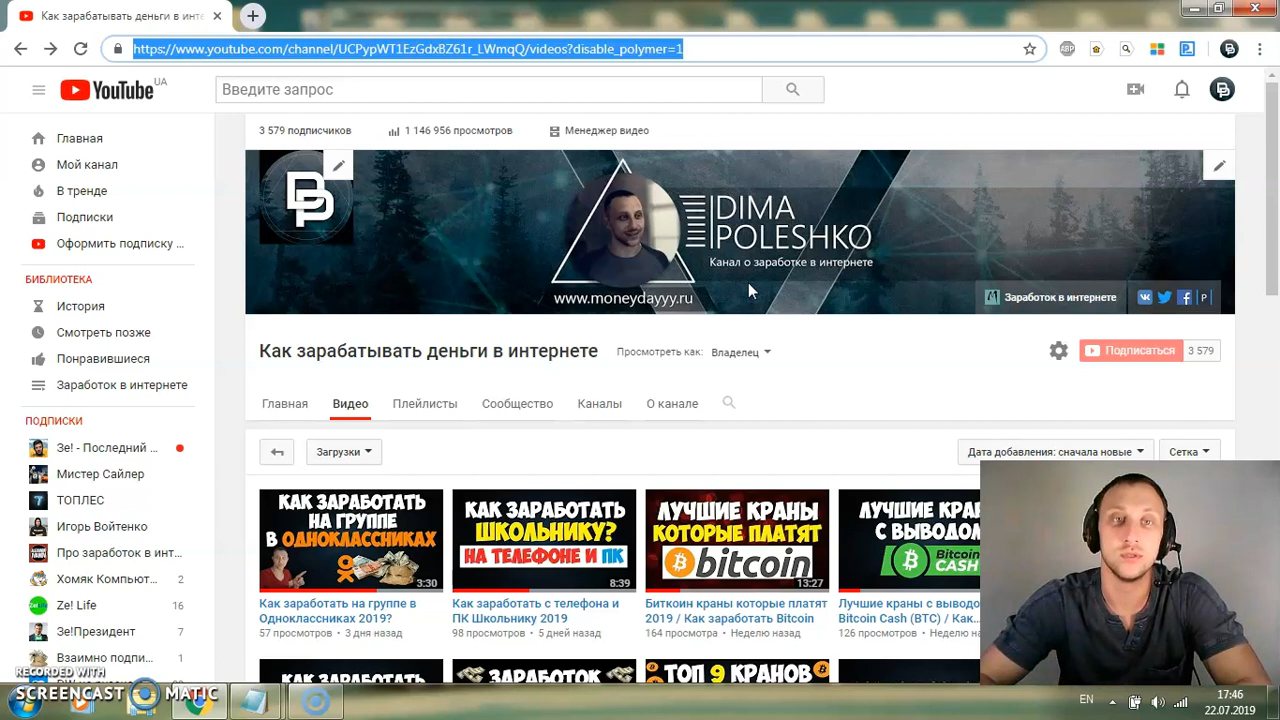 Как зарабатывать деньги в инте
https://www.youtube.com/channel/UCPypWT1EzGdxBZ61r_LWmqQ/videos?disable_polymer=1
ABP
YouTube UA
Введите запрос
3 579 подписчиков
1 146 956 просмотров
Менеджер видео
Главная
Мой канал
В тренде
Подписки
Оформить подписку ...
БИБЛИОТЕКА
История
Смотреть позже
Понравившиеся
Заработок в интернете
ПОДПИСКИ
Зе! - Последний ...
Мистер Сайлер
ТОПЛЕС
Игорь Войтенко
Про заработок в инт...
Хомяк Компьют... 2
Ze! Life 16
Зе!Президент 7
Взаимно подпи... 1
DIMA
POLESHKO
Канал о заработке в интернете
www.moneydayyy.ru
Заработок в интернете
Как зарабатывать деньги в интернете
Просмотреть как: Владелец
Подписаться 3 579
Главная
Видео
Плейлисты
Сообщество
Каналы
О канале
Загрузки
Дата добавления: сначала новые
Сетка
КАК ЗАРАБОТАТЬ
НА ГРУППЕ
В ОДНОКЛАССНИКАХ
3:30
Как заработать на группе в
Одноклассниках 2019?
57 просмотров • 3 дня назад
КАК ЗАРАБОТАТЬ
ШКОЛЬНИКУ?
НА ТЕЛЕФОНЕ И ПК
8:39
Как заработать с телефона и
ПК Школьнику 2019
98 просмотров • 5 дней назад
ЛУЧШИЕ КРАНЫ
КОТОРЫЕ ПЛАТЯТ
bitcoin
13:27
Биткоин краны которые платят
2019 / Как заработать Bitcoin
164 просмотра • Неделю назад
ЛУЧШИЕ КРАН
С ВЫВОДО
Bitcoin
CASH
Лучшие краны с выводо
Bitcoin Cash (BTC) / Как...
126 просмотров • Неделю н
КАК ЗАРАБОТАТЬ
ЗАРАБОТОК
ТОП 9 КРАНОВ
RECORDED WITH
SCREENCAST MATIC
EN
17:46
22.07.2019